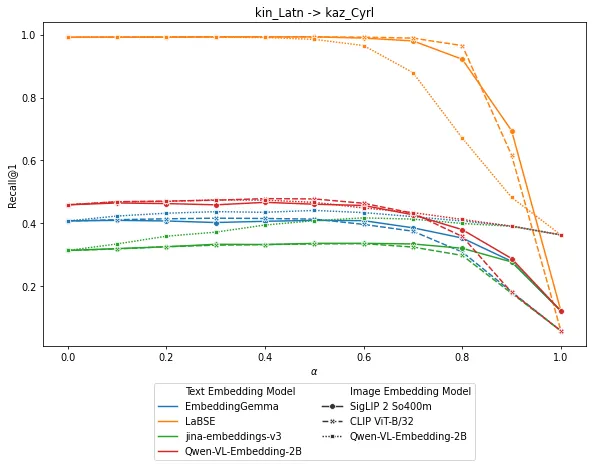 kin_Latn -> kaz_Cyrl
1.0
0.8
0.6
0.4
0.2
Recall@1
0.0 0.2 0.4 0.6 0.8 1.0
α
Text Embedding Model Image Embedding Model
EmbeddingGemma SigLIP 2 So400m
LaBSE CLIP ViT-B/32
jina-embeddings-v3 Qwen-VL-Embedding-2B
Qwen-VL-Embedding-2B